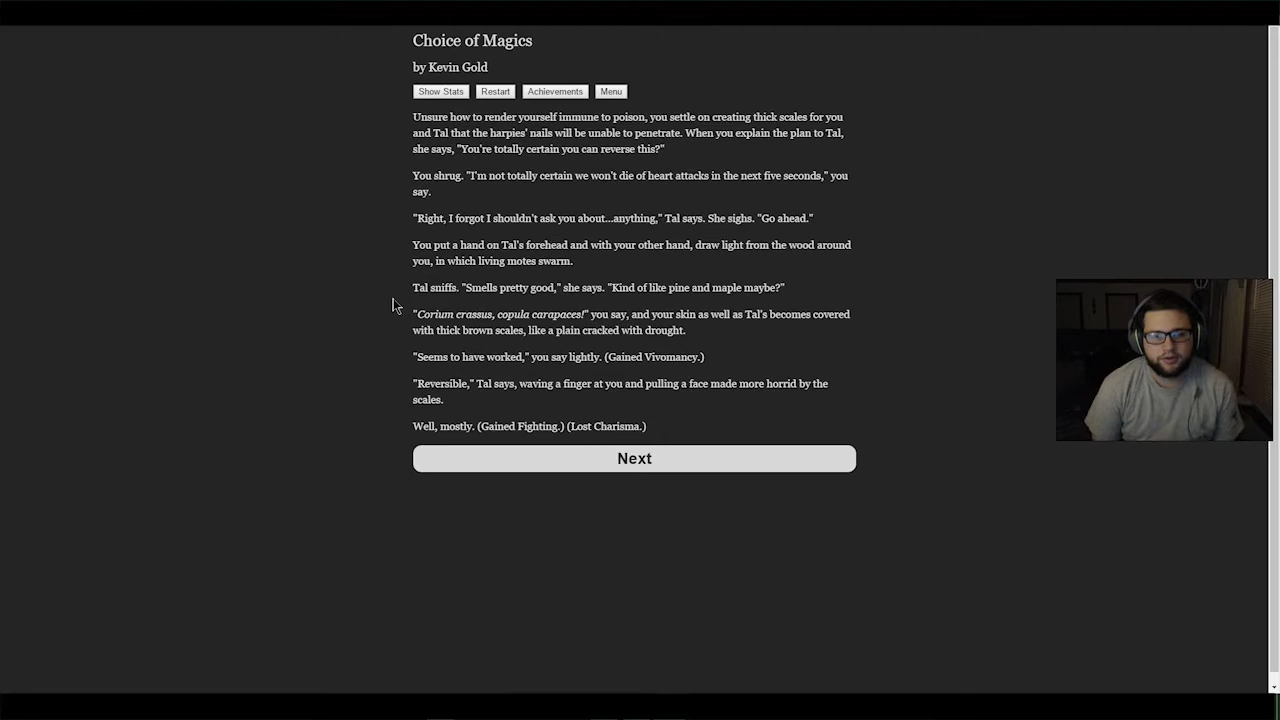 Choice of Magics
by Kevin Gold
Show Stats Restart Achievements Menu
Unsure how to render yourself immune to poison, you settle on creating thick scales for you
and Tal that the harpies' nails will be unable to penetrate. When you explain the plan to Tal,
she says, "You're totally certain you can reverse this?"
You shrug. "I'm not totally certain we won't die of heart attacks in the next five seconds," you
say.
"Right, I forgot I shouldn't ask you about...anything," Tal says. She sighs. "Go ahead."
You put a hand on Tal's forehead and with your other hand, draw light from the wood around
you, in which living motes swarm.
Tal sniffs. "Smells pretty good," she says. "Kind of like pine and maple maybe?"
"Corium crassus, copula carapaces!" you say, and your skin as well as Tal's becomes covered
with thick brown scales, like a plain cracked with drought.
"Seems to have worked," you say lightly. (Gained Vivomancy.)
"Reversible," Tal says, waving a finger at you and pulling a face made more horrid by the
scales.
Well, mostly. (Gained Fighting.) (Lost Charisma.)
Next